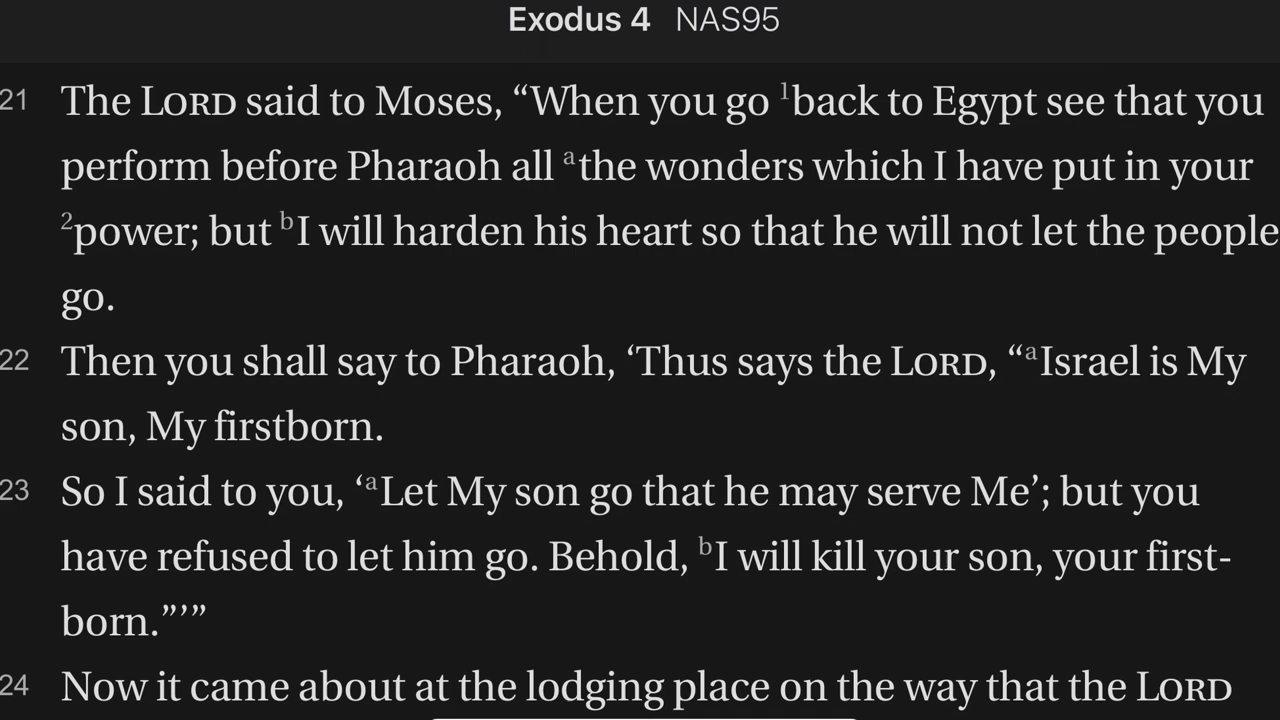 Exodus 4 NAS95
21 The LORD said to Moses, “When you go 1back to Egypt see that you
perform before Pharaoh all athe wonders which I have put in your
2power; but bI will harden his heart so that he will not let the people
go.
22 Then you shall say to Pharaoh, ‘Thus says the LORD, “aIsrael is My
son, My firstborn.
23 So I said to you, ‘aLet My son go that he may serve Me’; but you
have refused to let him go. Behold, bI will kill your son, your first-
born.”’”
24 Now it came about at the lodging place on the way that the LORD